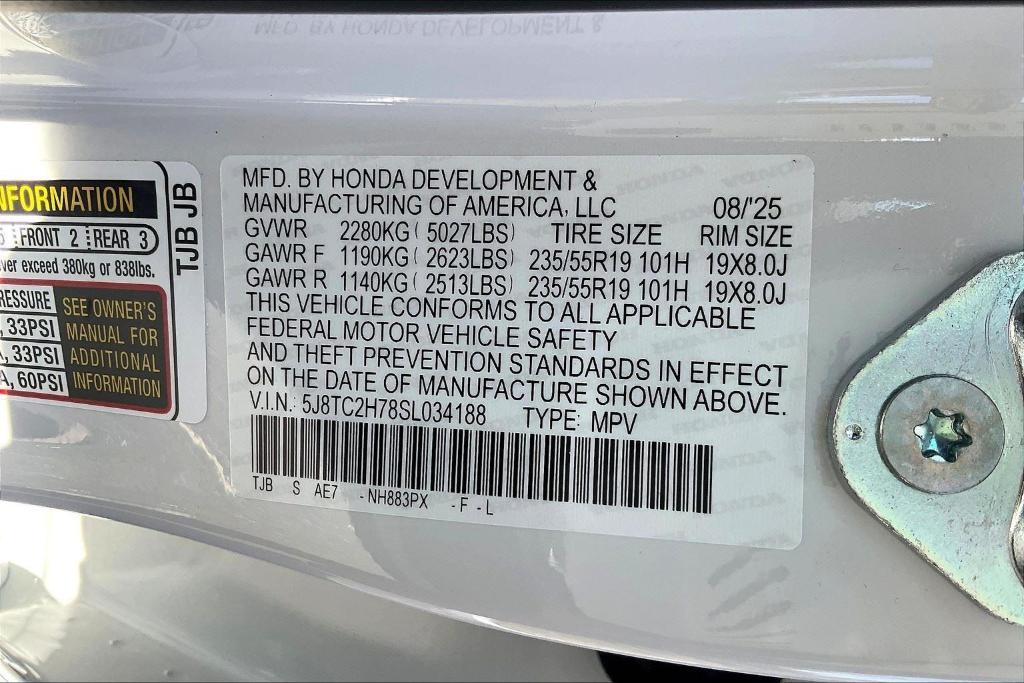 NFORMATION
FRONT 2 REAR 3
ver exceed 380kg or 838lbs.
RESSURE
, 33PSI
, 33PSI
A, 60PSI
SEE OWNER'S
MANUAL FOR
ADDITIONAL
INFORMATION
TJB JB
MFD. BY HONDA DEVELOPMENT &
MANUFACTURING OF AMERICA, LLC 08/'25
GVWR 2280KG ( 5027LBS) TIRE SIZE RIM SIZE
GAWR F 1190KG ( 2623LBS) 235/55R19 101H 19X8.0J
GAWR R 1140KG ( 2513LBS) 235/55R19 101H 19X8.0J
THIS VEHICLE CONFORMS TO ALL APPLICABLE
FEDERAL MOTOR VEHICLE SAFETY
AND THEFT PREVENTION STANDARDS IN EFFECT
ON THE DATE OF MANUFACTURE SHOWN ABOVE.
V.I.N.: 5J8TC2H78SL034188 TYPE: MPV
TJB S AE7 -NH883PX -F-L